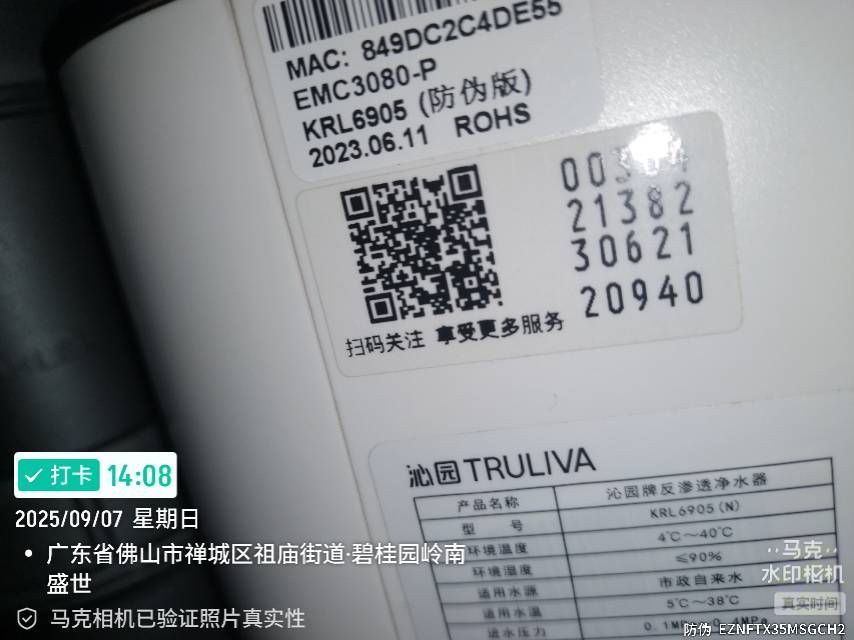 MAC: 849DC2C4DE55
EMC3080-P
KRL6905 (防伪版)
2023.06.11 ROHS
21382
30621
20940
扫码关注 享受更多服务
沁园TRULIVA
产品名称 沁园牌反渗透净水器
型 号 KRL6905(N)
环境温度 4℃～40℃
环境湿度 ≤90%
适用水源 市政自来水
适用水温 5℃～38℃
进水压力
打卡 14:08
2025/09/07 星期日
广东省佛山市禅城区祖庙街道·碧桂园岭南
盛世
马克相机已验证照片真实性
马克
水印相机
真实时间
防伪 EZNFTX35MSGCH2